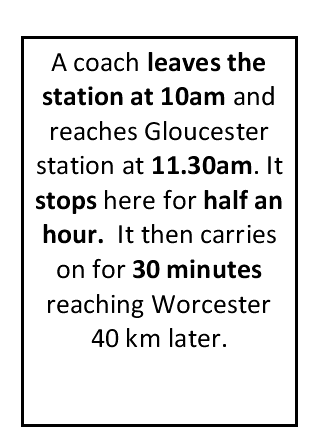 A coach leaves the
station at 10am and
reaches Gloucester
station at 11.30am. It
stops here for half an
hour.  It then carries
on for 30 minutes
reaching Worcester
40 km later.